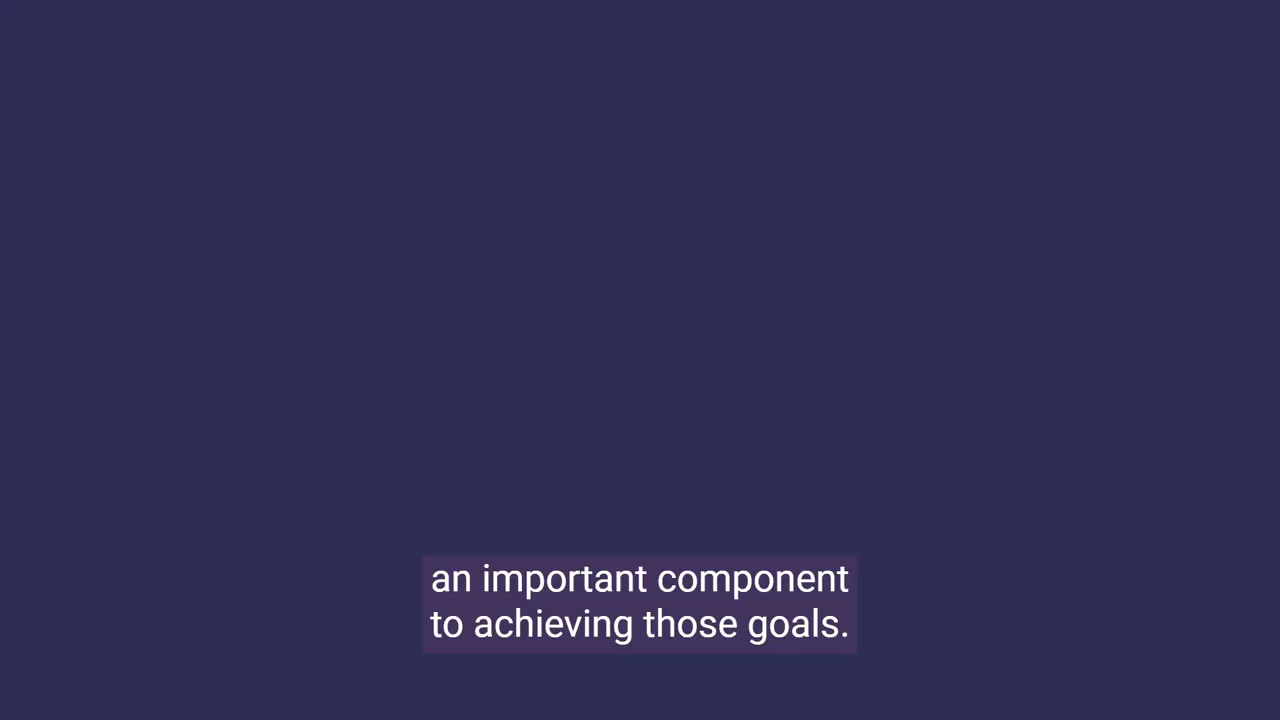 an important component
to achieving those goals.